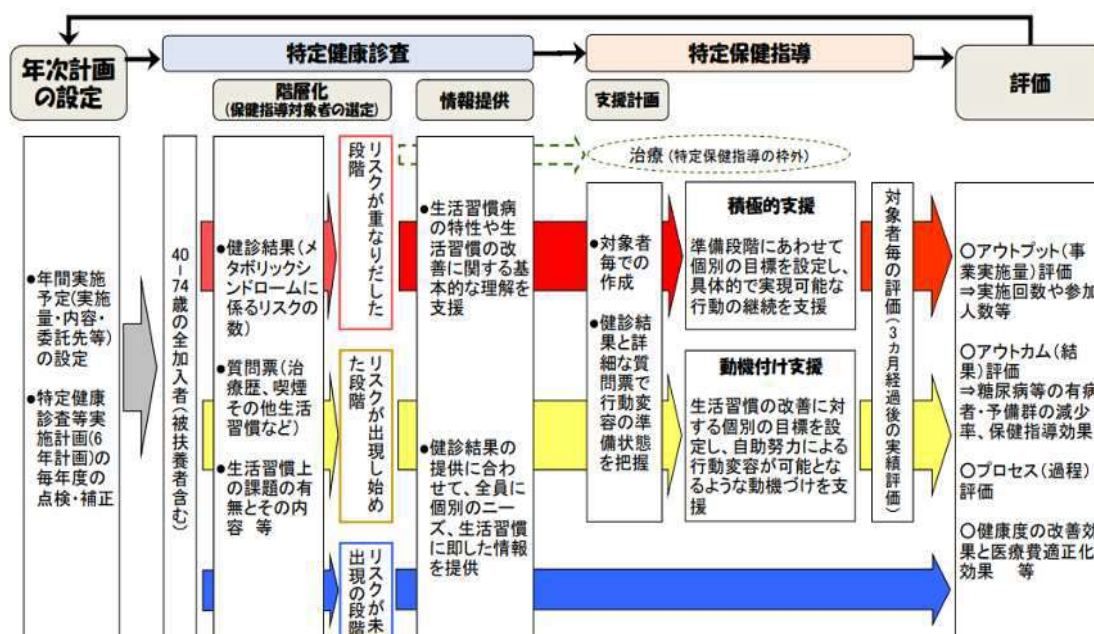 年次計画
の設定
特定健康診査
階層化
(保健指導対象者の選定)
情報提供
特定保健指導
支援計画
評価
●年間実施
予定(実施
量・内容・
委託先等)
の設定
●特定健康
診査等実
施計画(6
年計画)の
毎年度の
点検・補正
40−74歳の全加入者(被扶養者含む)
●健診結果(メ
タボリックシ
ンドロームに
係るリスクの
数)
●質問票(治
療歴、喫煙
その他生活
習慣など)
●生活習慣上
の課題の有
無とその内
容 等
リスクが重なりだした
段階
リスクが出現し始め
た段階
リスクが未
出現の段階
●生活習慣病
の特性や生
活習慣の改
善に関する基
本的な理解を
支援
●健診結果の
提供に合わ
せて、全員に
個別のニー
ズ、生活習慣
に即した情報
を提供
治療(特定保健指導の枠外)
●対象者
毎での
作成
●健診結
果と詳
細な質
問票で
行動変
容の準
備状態
を把握
積極的支援
準備段階にあわせて
個別の目標を設定し、
具体的で実現可能な
行動の継続を支援
動機付け支援
生活習慣の改善に対
する個別の目標を設
定し、自助努力による
行動変容が可能とな
るような動機づけを支
援
対象者毎の評価(3カ月経過後の実績評価)
○アウトプット(事
業実施量)評価
⇒実施回数や参加
人数等
○アウトカム(結
果)評価
⇒糖尿病等の有病
者・予備群の減少
率、保健指導効果
○プロセス(過程)
評価
○健康度の改善効
果と医療費適正化
効果 等